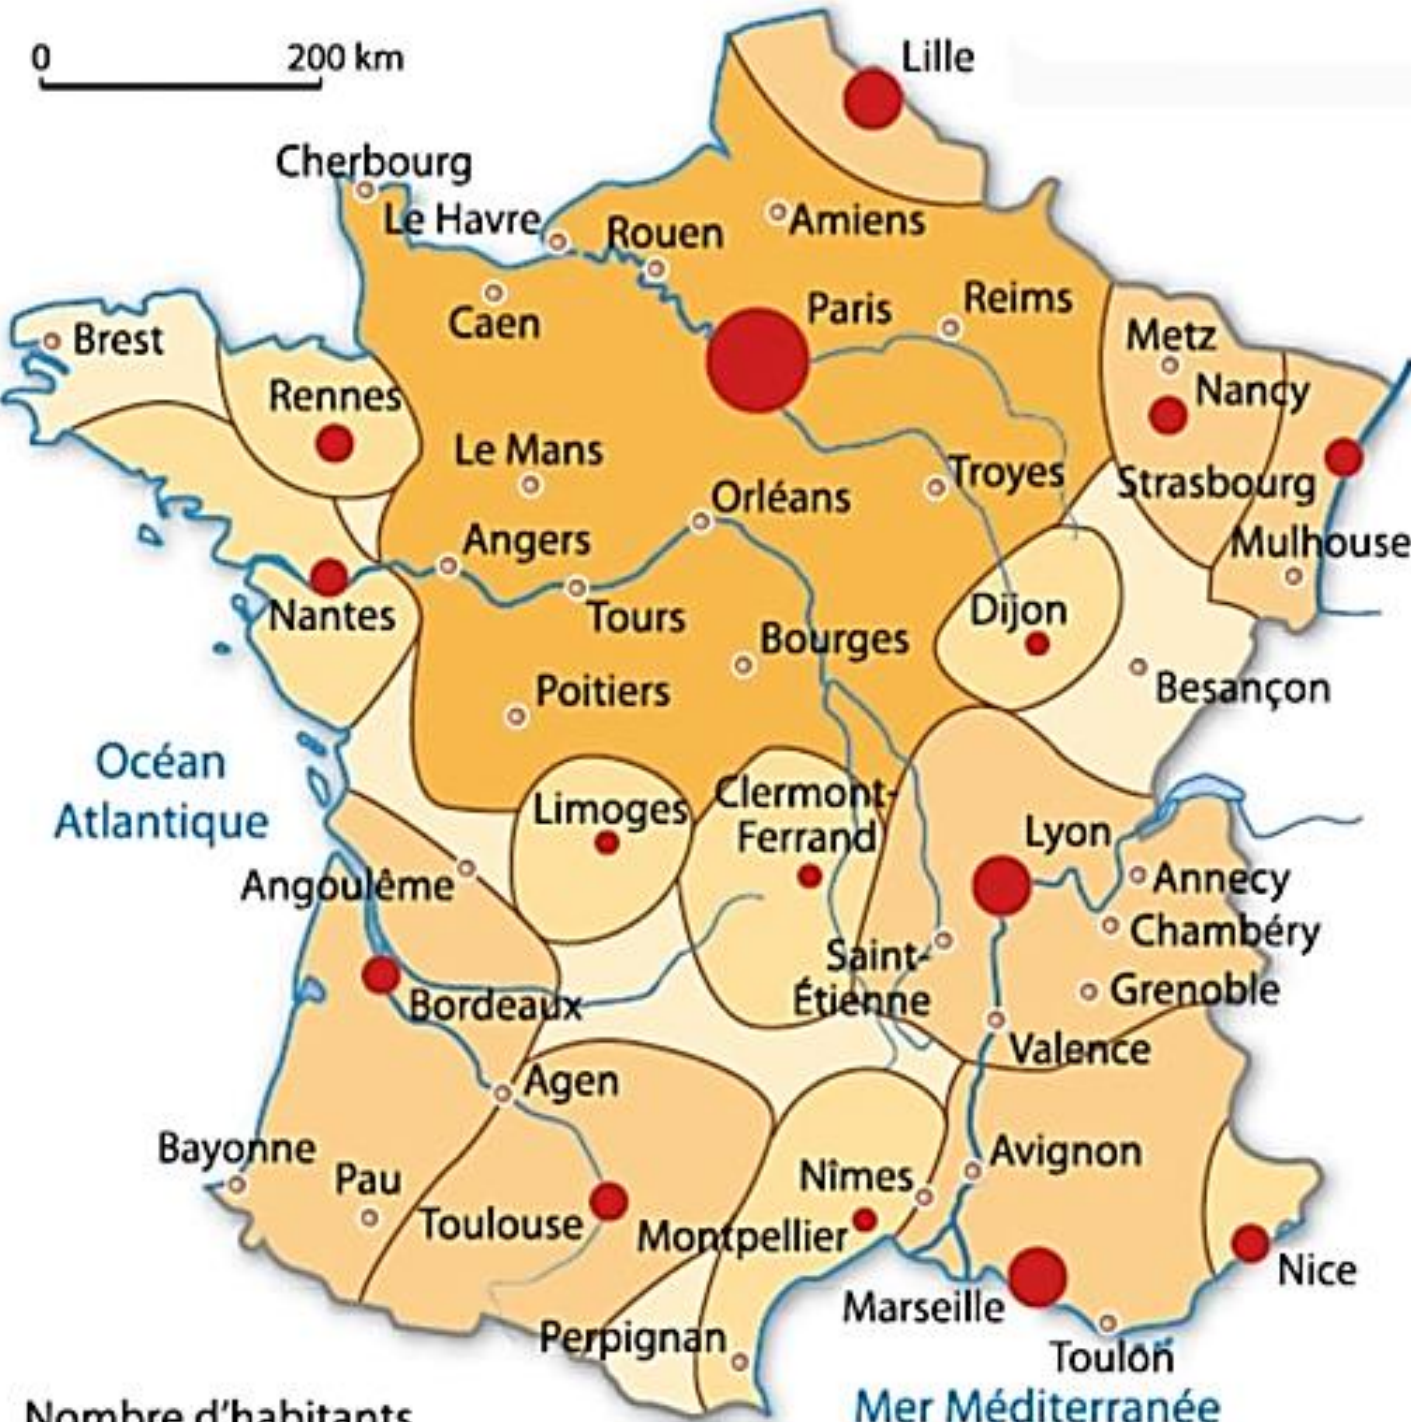 0 200 km
Lille
Cherbourg
Le Havre
Rouen
Amiens
Caen
Paris
Reims
Brest
Metz
Nancy
Rennes
Le Mans
Troyes
Strasbourg
Orléans
Angers
Mulhouse
Nantes
Tours
Dijon
Bourges
Poitiers
Besançon
Océan
Atlantique
Limoges
Clermont-
Ferrand
Lyon
Angoulême
Annecy
Chambéry
Saint-
Étienne
Grenoble
Bordeaux
Valence
Agen
Bayonne
Pau
Avignon
Nîmes
Toulouse
Montpellier
Nice
Marseille
Perpignan
Toulon
Mer Méditerranée
Nombre d'habitants